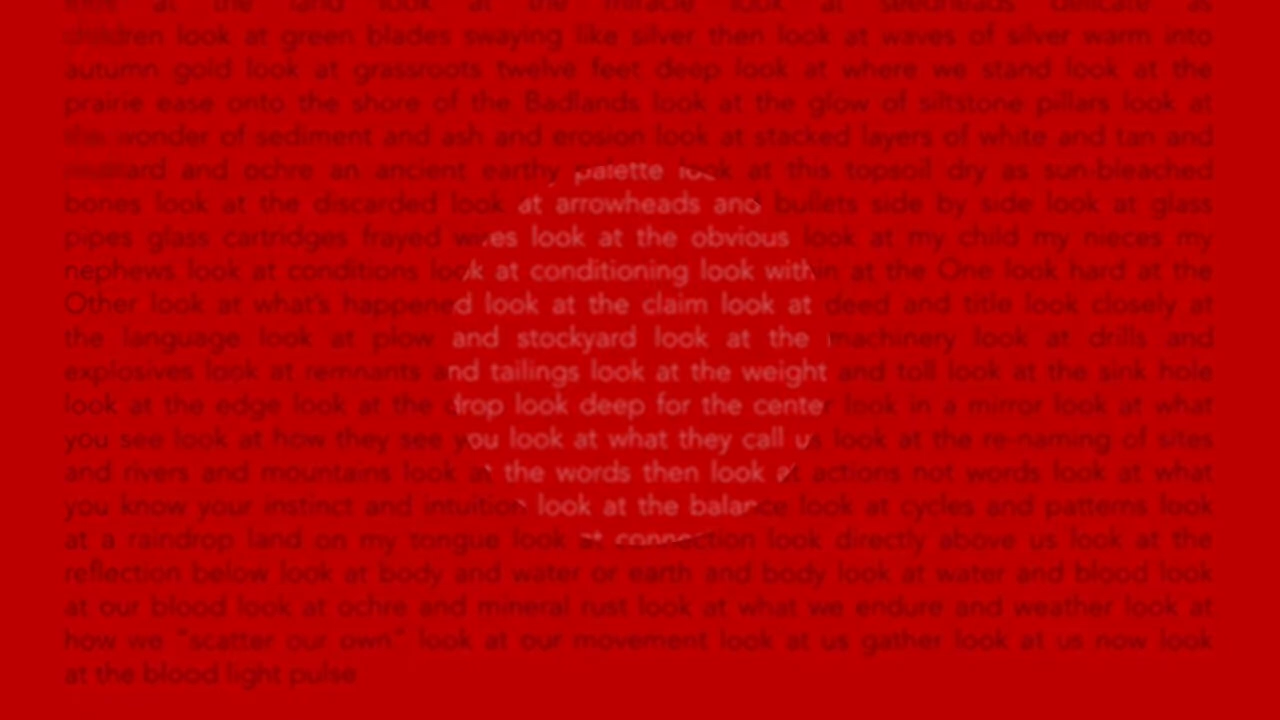 at the land look at the miracle look at seedheads delicate as
children look at green blades swaying like silver then look at waves of silver warm into
autumn gold look at grassroots twelve feet deep look at where we stand look at the
prairie ease onto the shore of the Badlands look at the glow of siltstone pillars look at
the wonder of sediment and ash and erosion look at stacked layers of white and tan and
mustard and ochre an ancient earthy palette look at this topsoil dry as sun-bleached
bones look at the discarded look at arrowheads and bullets side by side look at glass
pipes glass cartridges frayed wires look at the obvious look at my child my nieces my
nephews look at conditions look at conditioning look within at the One look hard at the
Other look at what's happened look at the claim look at deed and title look closely at
the language look at plow and stockyard look at the machinery look at drills and
explosives look at remnants and tailings look at the weight and toll look at the sink hole
look at the edge look at the drop look deep for the center look in a mirror look at what
you see look at how they see you look at what they call us look at the re-naming of sites
and rivers and mountains look at the words then look at actions not words look at what
you know your instinct and intuition look at the balance look at cycles and patterns look
at a raindrop land on my tongue look at connection look directly above us look at the
reflection below look at body and water or earth and body look at water and blood look
at our blood look at ochre and mineral rust look at what we endure and weather look at
how we "scatter our own" look at our movement look at us gather look at us now look
at the blood light pulse